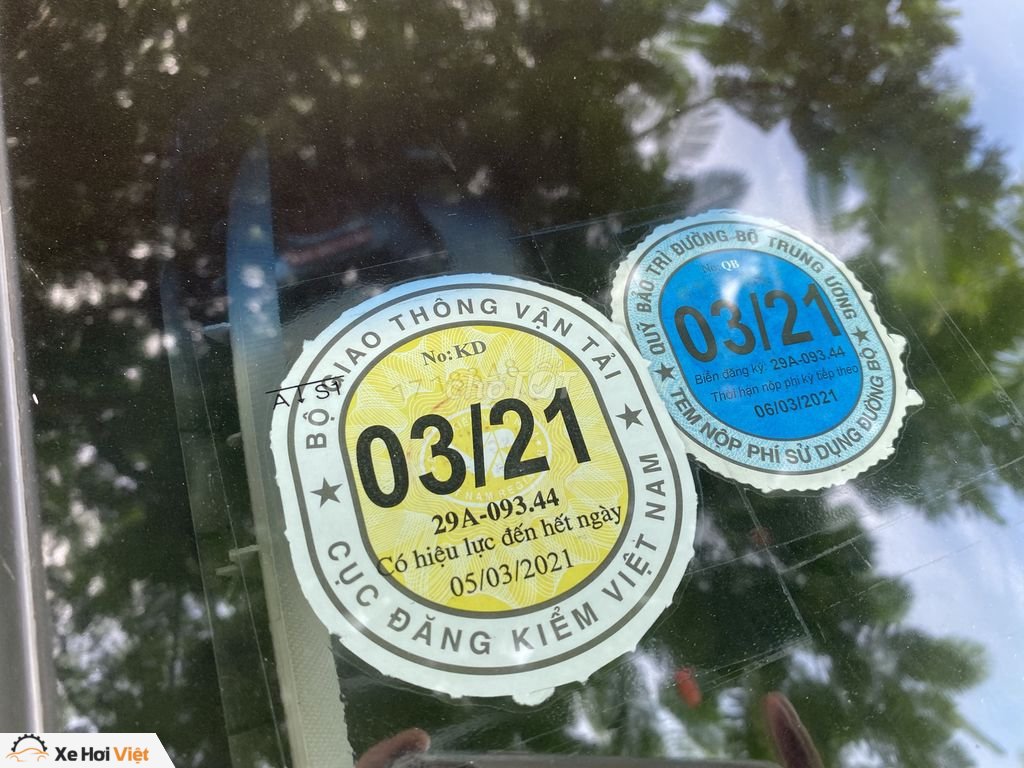 BỘ GIAO THÔNG VẬN TẢI
No: KD
03/21
29A-093.44
Có hiệu lực đến hết ngày
05/03/2021
CỤC ĐĂNG KIỂM VIỆT NAM
QUỸ BẢO TRÌ ĐƯỜNG BỘ TRUNG ƯƠNG
No: QB
03/21
Biển đăng ký: 29A-093.44
Thời hạn nộp phí kỳ tiếp theo
06/03/2021
TEM NỘP PHÍ SỬ DỤNG ĐƯỜNG BỘ
chợ TỐT
Xe Hơi Việt